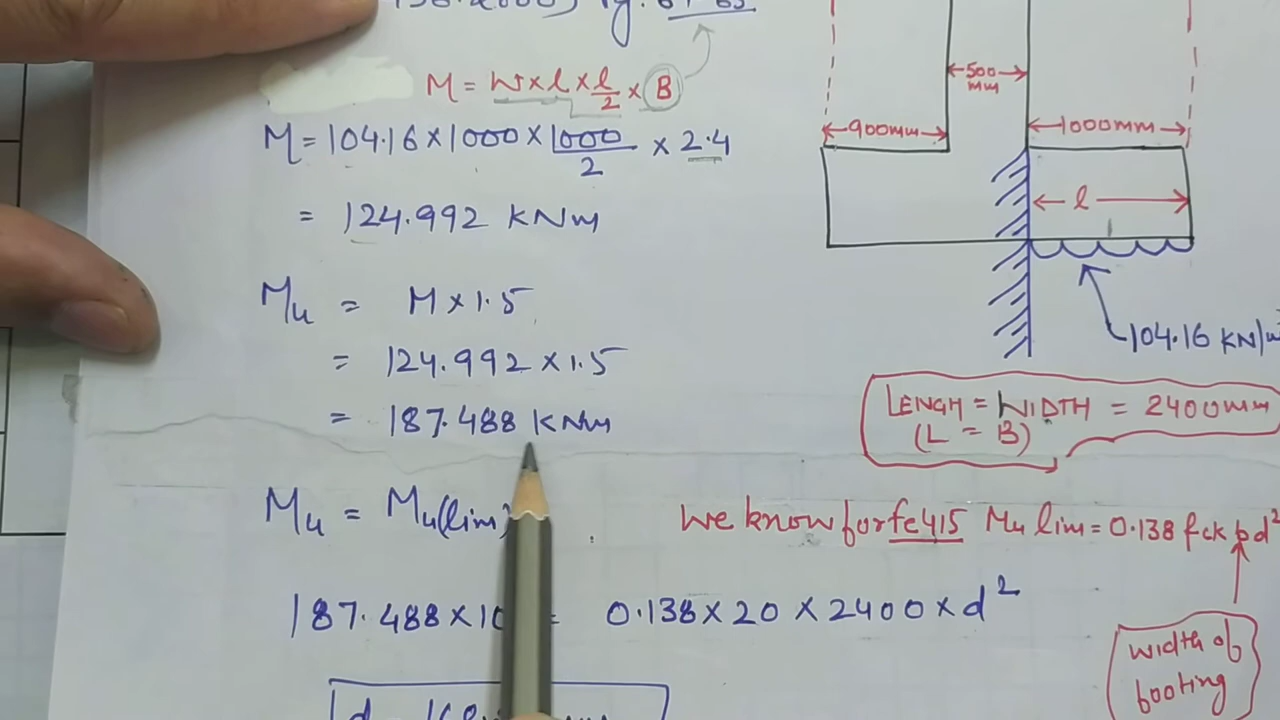 M = W × l × l/2 × B
M = 104.16 × 1000 × 1000/2 × 2.4
= 124.992 KNm
Mu = M × 1.5
= 124.992 × 1.5
= 187.488 KNm
Mu = Mu(lim)
187.488 × 10 = 0.138 × 20 × 2400 × d²
500 mm
900mm
1000mm
l
104.16 KN/
LENGH = WIDTH = 2400mm
(L = B)
We know for fe415 Mu lim = 0.138 fck bd²
width of
footing